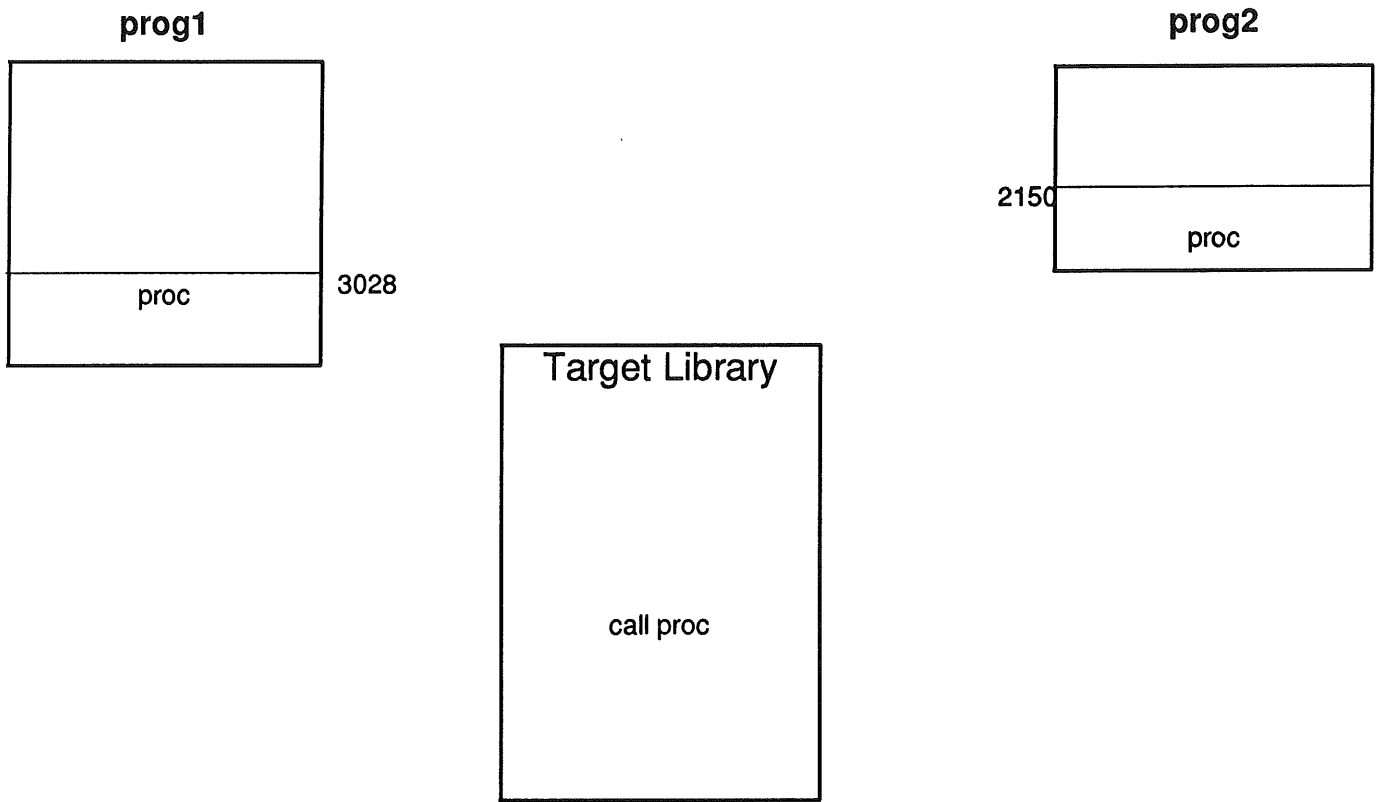 prog1
prog2
2150
proc
proc
3028
Target Library
call proc